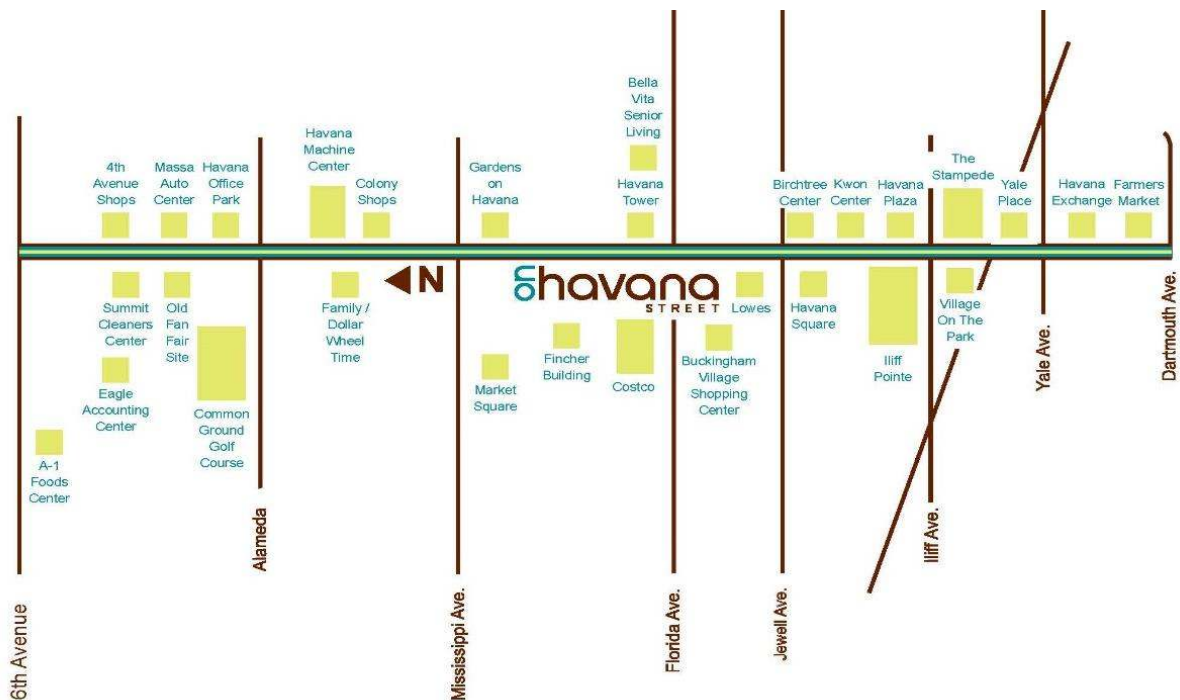 Bella
Vita
Senior
Living
Havana
Machine
Center
4th
Avenue
Shops
Massa
Auto
Center
Havana
Office
Park
Colony
Shops
Gardens
on
Havana
Havana
Tower
Birchtree
Center
Kwon
Center
Havana
Plaza
The
Stampede
Yale
Place
Havana
Exchange
Farmers
Market
N
on havana
STREET
Summit
Cleaners
Center
Old
Fan
Fair
Site
Family /
Dollar
Wheel
Time
Lowes
Havana
Square
Village
On The
Park
Eagle
Accounting
Center
Common
Ground
Golf
Course
Market
Square
Fincher
Building
Costco
Buckingham
Village
Shopping
Center
Iliff
Pointe
A-1
Foods
Center
6th Avenue
Alameda
Mississippi Ave.
Florida Ave.
Jewell Ave.
Iliff Ave.
Yale Ave.
Dartmouth Ave.